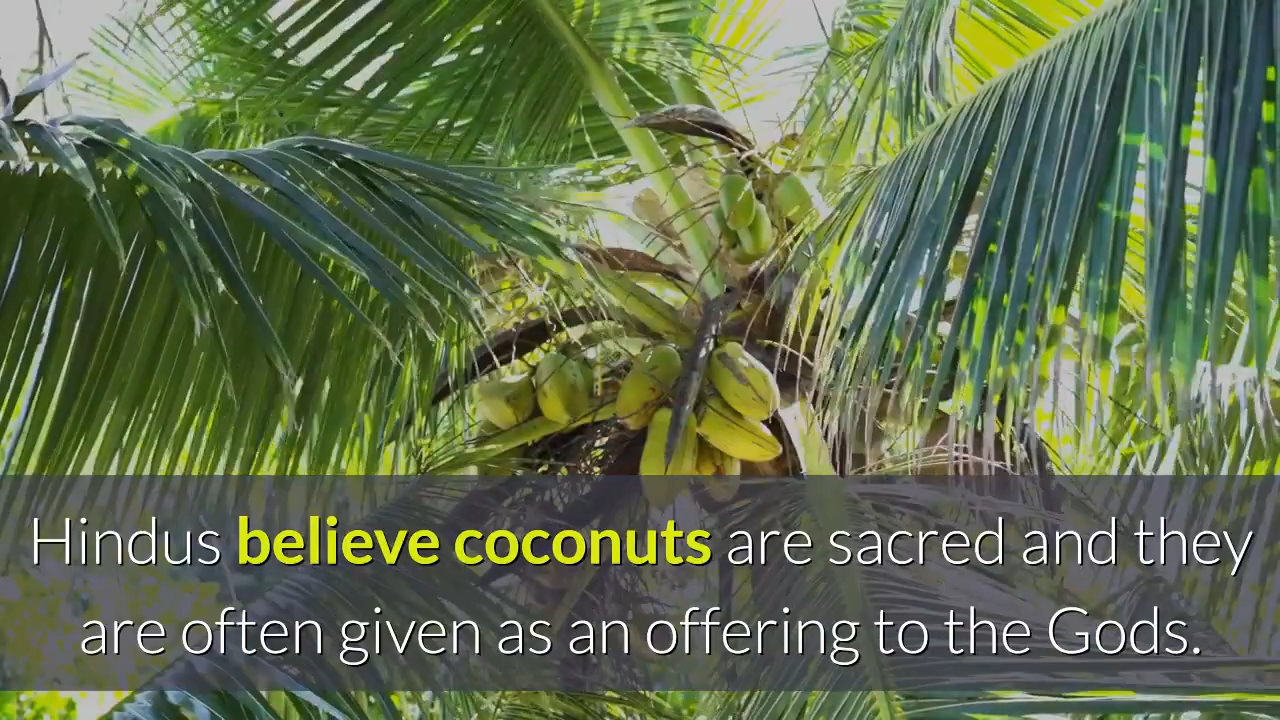 Hindus believe coconuts are sacred and they
are often given as an offering to the Gods.